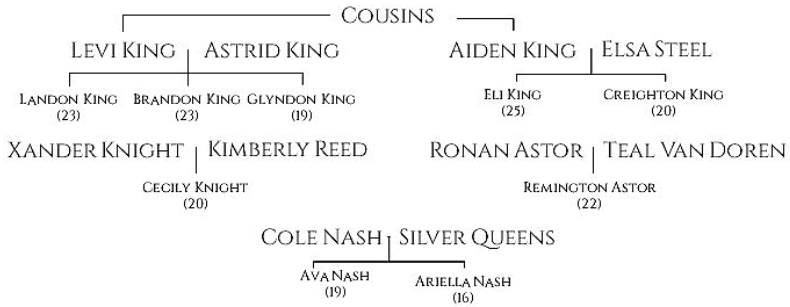 COUSINS
LEVI KING ASTRID KING AIDEN KING ELSA STEEL
LANDON KING BRANDON KING GLYNDON KING ELI KING CREIGHTON KING
(23) (23) (19) (25) (20)
XANDER KNIGHT KIMBERLY REED RONAN ASTOR TEAL VAN DOREN
CECILY KNIGHT REMINGTON ASTOR
(20) (22)
COLE NASH SILVER QUEENS
AVA NASH ARIELLA NASH
(19) (16)